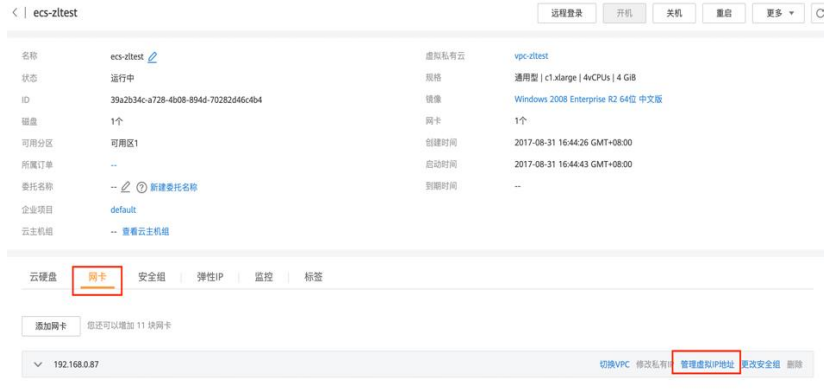 ecs-zltest 远程登录 开机 关机 重启 更多
名称 ecs-zltest 虚拟私有云 vpc-zltest
状态 运行中 规格 通用型 | c1.xlarge | 4vCPUs | 4 GiB
ID 39a2b34c-a728-4b08-894d-70282d46c4b4 镜像 Windows 2008 Enterprise R2 64位 中文版
磁盘 1个 网卡 1个
可用分区 可用区1 创建时间 2017-08-31 16:44:26 GMT+08:00
所属订单 -- 启动时间 2017-08-31 16:44:43 GMT+08:00
委托名称 -- 新建委托名称 到期时间 --
企业项目 default
云主机组 -- 查看云主机组
云硬盘 网卡 安全组 弹性IP 监控 标签
添加网卡 您还可以增加 11 块网卡
192.168.0.87 切换VPC 修改私有IP 管理虚拟IP地址 更改安全组 删除